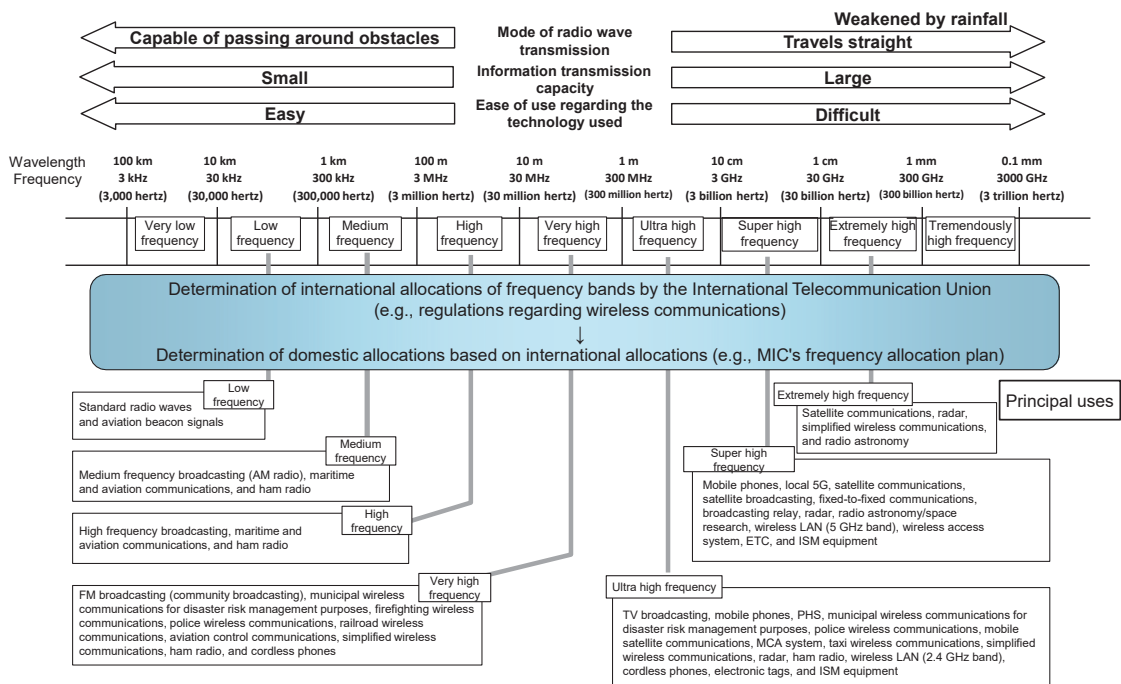 Weakened by rainfall
Capable of passing around obstacles
Mode of radio wave
transmission
Travels straight
Small
Information transmission
capacity
Large
Easy
Ease of use regarding the
technology used
Difficult
Wavelength
Frequency
100 km
3 kHz
(3,000 hertz)
10 km
30 kHz
(30,000 hertz)
1 km
300 kHz
(300,000 hertz)
100 m
3 MHz
(3 million hertz)
10 m
30 MHz
(30 million hertz)
1 m
300 MHz
(300 million hertz)
10 cm
3 GHz
(3 billion hertz)
1 cm
30 GHz
(30 billion hertz)
1 mm
300 GHz
(300 billion hertz)
0.1 mm
3000 GHz
(3 trillion hertz)
Very low
frequency
Low
frequency
Medium
frequency
High
frequency
Very high
frequency
Ultra high
frequency
Super high
frequency
Extremely high
frequency
Tremendously
high frequency
Determination of international allocations of frequency bands by the International Telecommunication Union
(e.g., regulations regarding wireless communications)
↓
Determination of domestic allocations based on international allocations (e.g., MIC's frequency allocation plan)
Low
frequency
Standard radio waves
and aviation beacon signals
Medium
frequency
Medium frequency broadcasting (AM radio), maritime
and aviation communications, and ham radio
High
frequency
High frequency broadcasting, maritime and
aviation communications, and ham radio
Very high
frequency
FM broadcasting (community broadcasting), municipal wireless
communications for disaster risk management purposes, firefighting wireless
communications, police wireless communications, railroad wireless
communications, aviation control communications, simplified wireless
communications, ham radio, and cordless phones
Extremely high frequency
Satellite communications, radar,
simplified wireless communications,
and radio astronomy
Principal uses
Super high
frequency
Mobile phones, local 5G, satellite communications,
satellite broadcasting, fixed-to-fixed communications,
broadcasting relay, radar, radio astronomy/space
research, wireless LAN (5 GHz band), wireless access
system, ETC, and ISM equipment
Ultra high frequency
TV broadcasting, mobile phones, PHS, municipal wireless communications for
disaster risk management purposes, police wireless communications, mobile
satellite communications, MCA system, taxi wireless communications, simplified
wireless communications, radar, ham radio, wireless LAN (2.4 GHz band),
cordless phones, electronic tags, and ISM equipment